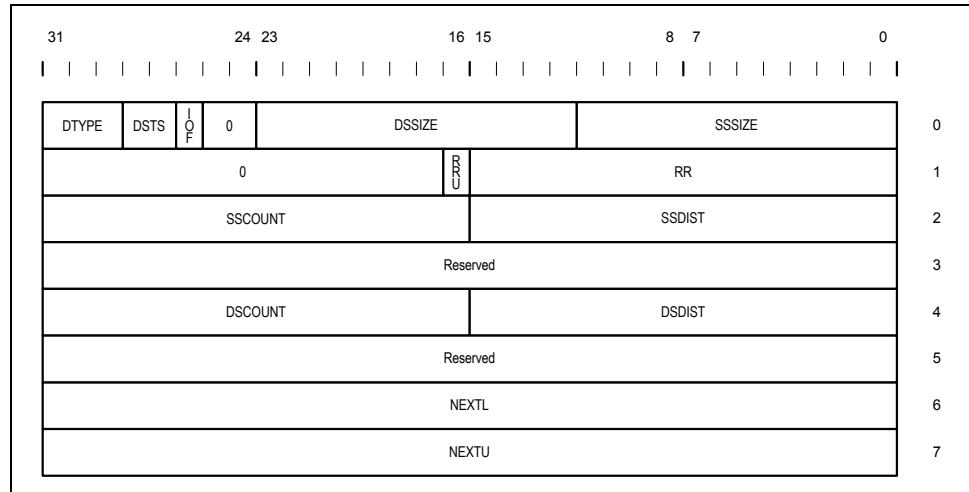 31 24 23 16 15 8 7 0
DTYPE DSTS IOF 0 DSSIZE SSSIZE 0
0 RRU RR 1
SSCOUNT SSDIST 2
Reserved 3
DSCOUNT DSDIST 4
Reserved 5
NEXTL 6
NEXTU 7